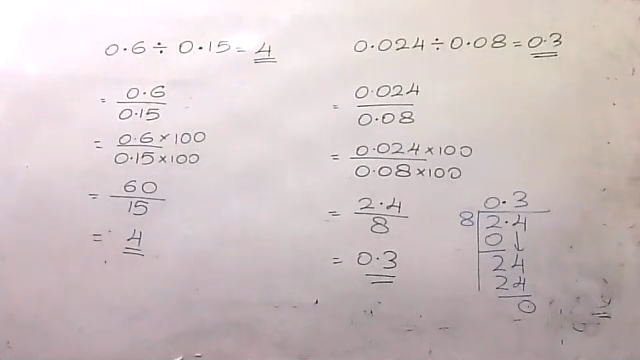 0.6 ÷ 0.15 = 4
= 0.6 / 0.15
= 0.6 × 100 / 0.15 × 100
= 60 / 15
= 4
0.024 ÷ 0.08 = 0.3
= 0.024 / 0.08
= 0.024 × 100 / 0.08 × 100
= 2.4 / 8
= 0.3
0.3
8 2.4
0 ↓
24
24
0